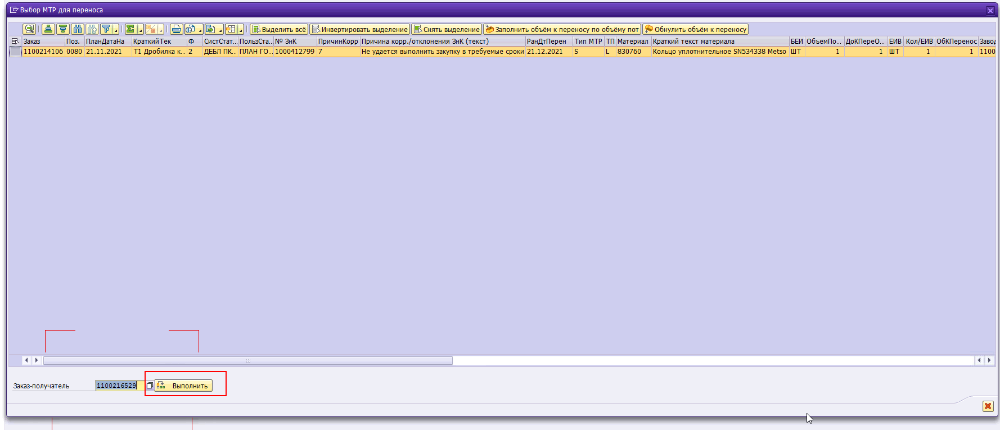 Выбор МТР для переноса
Выделить всё Инвертировать выделение Снять выделение Заполнить объём к переносу по объёму пот Обнулить объём к переносу
Заказ Поз. ПланДатаНа КраткийТек Ф СистСтат... ПользСта... № ЗнК ПричинКорр Причина корр./отклонения ЗнК (текст) РанДтПерен Тип МТР ТП Материал Краткий текст материала БЕИ ОбъемПо... ДоКПереО... ЕИВ Кол/ЕИВ ОбКПеренос Завод
1100214106 0080 21.11.2021 Т1 Дробилка к... 2 ДЕБЛ ПК... ПЛАН ГО... 1000412799 7 Не удается выполнить закупку в требуемые сроки 21.12.2021 S L 830760 Кольцо уплотнительное SN534338 Metso ШТ 1 1 ШТ 1 1 1100
Заказ-получатель 1100216529 Выполнить